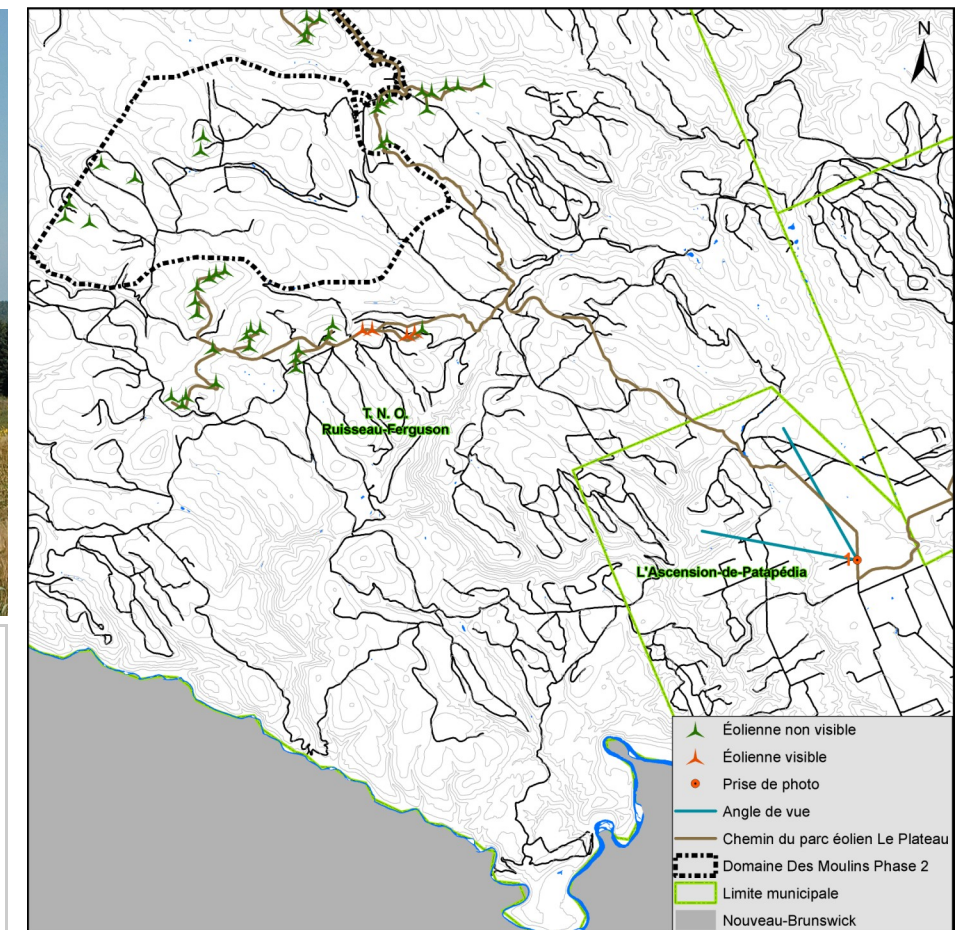 N
T. N. O.
Ruisseau-Ferguson
L'Ascension-de-Patapédia
1
Éolienne non visible
Éolienne visible
Prise de photo
Angle de vue
Chemin du parc éolien Le Plateau
Domaine Des Moulins Phase 2
Limite municipale
Nouveau-Brunswick